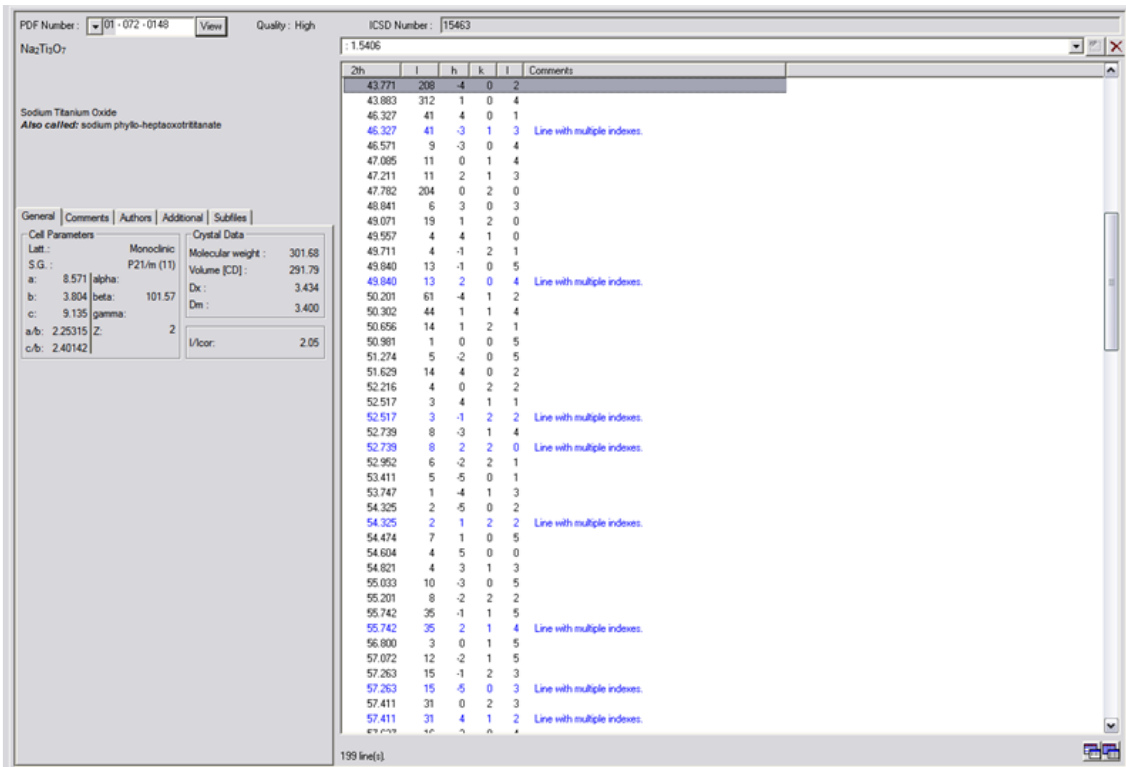 PDF Number : 01 - 072 - 0148 View Quality : High ICSD Number : 15463
Na2Ti3O7
: 1.5406
Sodium Titanium Oxide
Also called: sodium phyllo-heptaoxotrititanate
General Comments Authors Additional Subfiles
Cell Parameters
Latt.: Monoclinic
S.G. : P21/m (11)
a: 8.571 alpha:
b: 3.804 beta: 101.57
c: 9.135 gamma:
a/b: 2.25315 Z: 2
c/b: 2.40142
Crystal Data
Molecular weight : 301.68
Volume [CD] : 291.79
Dx : 3.434
Dm : 3.400
I/Icor: 2.05
2th I h k l Comments
43.771 208 -4 0 2
43.883 312 1 0 4
46.327 41 4 0 1
46.327 41 -3 1 3 Line with multiple indexes.
46.571 9 -3 0 4
47.085 11 0 1 4
47.211 11 2 1 3
47.782 204 0 2 0
48.841 6 3 0 3
49.071 19 1 2 0
49.557 4 4 1 0
49.711 4 -1 2 1
49.840 13 -1 0 5
49.840 13 2 0 4 Line with multiple indexes.
50.201 61 -4 1 2
50.302 44 1 1 4
50.656 14 1 2 1
50.981 1 0 0 5
51.274 5 -2 0 5
51.629 14 4 0 2
52.216 4 0 2 2
52.517 3 4 1 1
52.517 3 -1 2 2 Line with multiple indexes.
52.739 8 -3 1 4
52.739 8 2 2 0 Line with multiple indexes.
52.952 6 -2 2 1
53.411 5 -5 0 1
53.747 1 -4 1 3
54.325 2 -5 0 2
54.325 2 1 2 2 Line with multiple indexes.
54.474 7 1 0 5
54.604 4 5 0 0
54.821 4 3 1 3
55.033 10 -3 0 5
55.201 8 -2 2 2
55.742 35 -1 1 5
55.742 35 2 1 4 Line with multiple indexes.
56.800 3 0 1 5
57.072 12 -2 1 5
57.263 15 -1 2 3
57.263 15 -5 0 3 Line with multiple indexes.
57.411 31 0 2 3
57.411 31 4 1 2 Line with multiple indexes.
199 line(s).